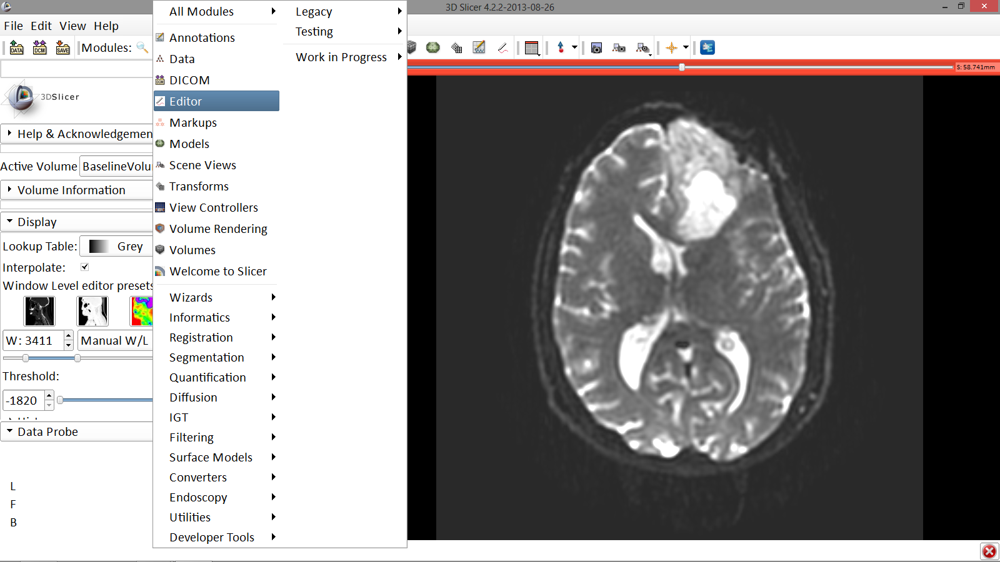 3D Slicer 4.2.2-2013-08-26
File Edit View Help
DATA DCM SAVE Modules:
S: 58.741mm
3DSlicer
Help & Acknowledgemen
Active Volume BaselineVolu
Volume Information
Display
Lookup Table: Grey
Interpolate:
Window Level editor presets
W: 3411 Manual W/L
Threshold:
-1820
Data Probe
L
F
B
All Modules
Annotations
Data
DICOM
Editor
Markups
Models
Scene Views
Transforms
View Controllers
Volume Rendering
Volumes
Welcome to Slicer
Wizards
Informatics
Registration
Segmentation
Quantification
Diffusion
IGT
Filtering
Surface Models
Converters
Endoscopy
Utilities
Developer Tools
Legacy
Testing
Work in Progress